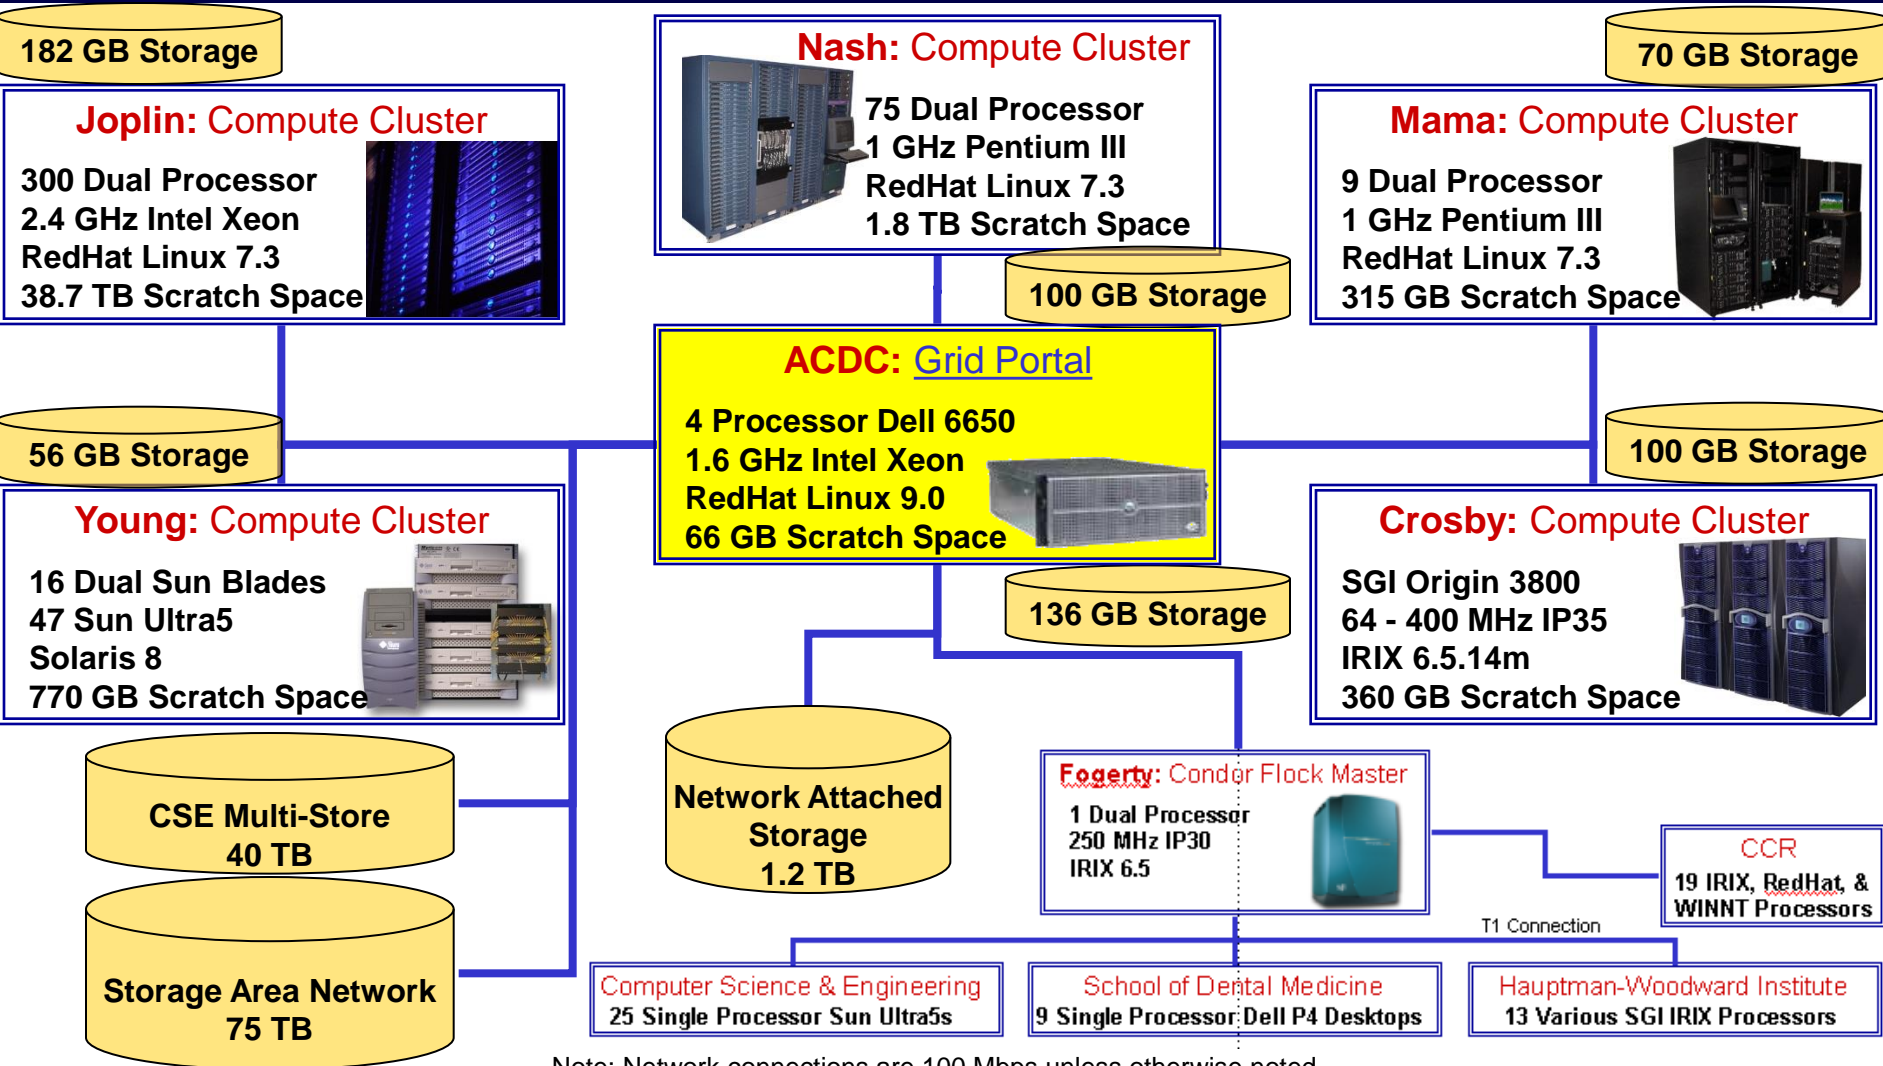 182 GB Storage
Joplin: Compute Cluster
300 Dual Processor
2.4 GHz Intel Xeon
RedHat Linux 7.3
38.7 TB Scratch Space
Nash: Compute Cluster
75 Dual Processor
1 GHz Pentium III
RedHat Linux 7.3
1.8 TB Scratch Space
70 GB Storage
Mama: Compute Cluster
9 Dual Processor
1 GHz Pentium III
RedHat Linux 7.3
315 GB Scratch Space
100 GB Storage
ACDC: Grid Portal
4 Processor Dell 6650
1.6 GHz Intel Xeon
RedHat Linux 9.0
66 GB Scratch Space
56 GB Storage
Young: Compute Cluster
16 Dual Sun Blades
47 Sun Ultra5
Solaris 8
770 GB Scratch Space
100 GB Storage
Crosby: Compute Cluster
SGI Origin 3800
64 - 400 MHz IP35
IRIX 6.5.14m
360 GB Scratch Space
136 GB Storage
CSE Multi-Store
40 TB
Storage Area Network
75 TB
Network Attached
Storage
1.2 TB
Fogerty: Condor Flock Master
1 Dual Processor
250 MHz IP30
IRIX 6.5
CCR
19 IRIX, RedHat, &
WINNT Processors
T1 Connection
Computer Science & Engineering
25 Single Processor Sun Ultra5s
School of Dental Medicine
9 Single Processor Dell P4 Desktops
Hauptman-Woodward Institute
13 Various SGI IRIX Processors
Note: Network connections are 100 Mbps unless otherwise noted